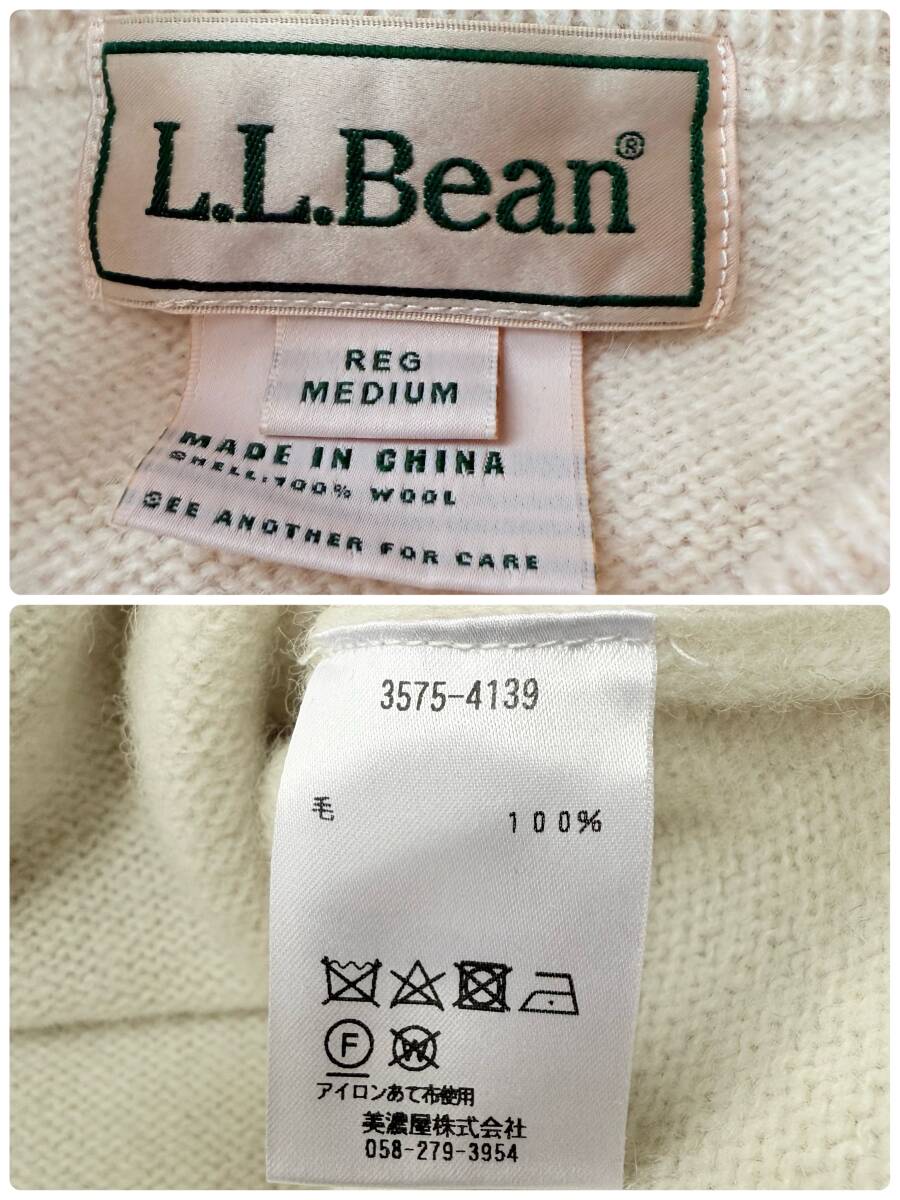 L.L.Bean®
REG
MEDIUM
MADE IN CHINA
SHELL:100% WOOL
SEE ANOTHER FOR CARE
3575-4139
毛 100%
F W
アイロンあて布使用
美濃屋株式会社
058-279-3954